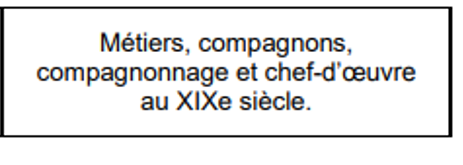 Métiers, compagnons,
compagnonnage et chef-d'œuvre
au XIXe siècle.